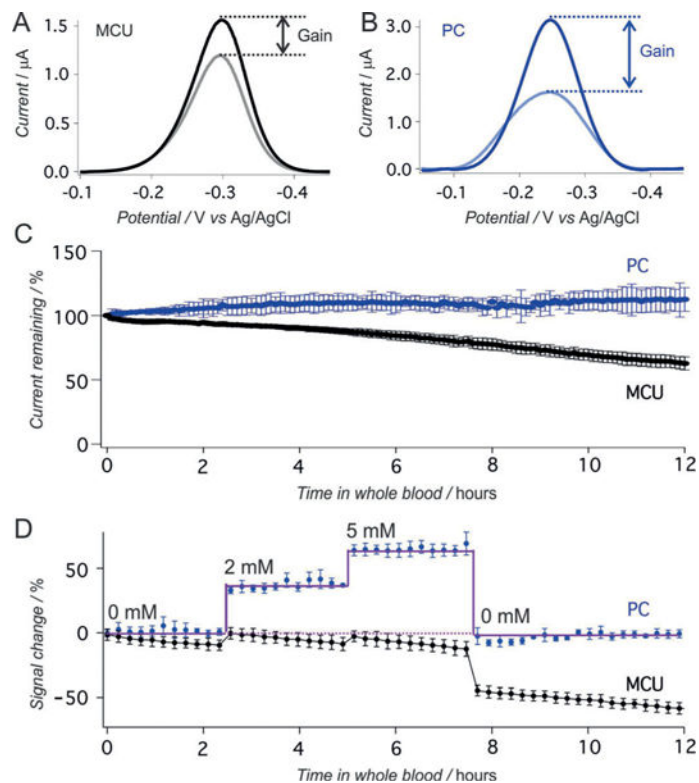 A
MCU
Gain
Current / µA
1.5
1.0
0.5
0.0
-0.1
-0.2
-0.3
-0.4
Potential / V vs Ag/AgCl
B
PC
Gain
Current / µA
3.0
2.0
1.0
0.0
-0.1
-0.2
-0.3
-0.4
Potential / V vs Ag/AgCl
C
Current remaining / %
150
100
50
0
PC
MCU
0
2
4
6
8
10
12
Time in whole blood / hours
D
Signal change / %
50
0
-50
0 mM
2 mM
5 mM
0 mM
PC
MCU
0
2
4
6
8
10
12
Time in whole blood / hours